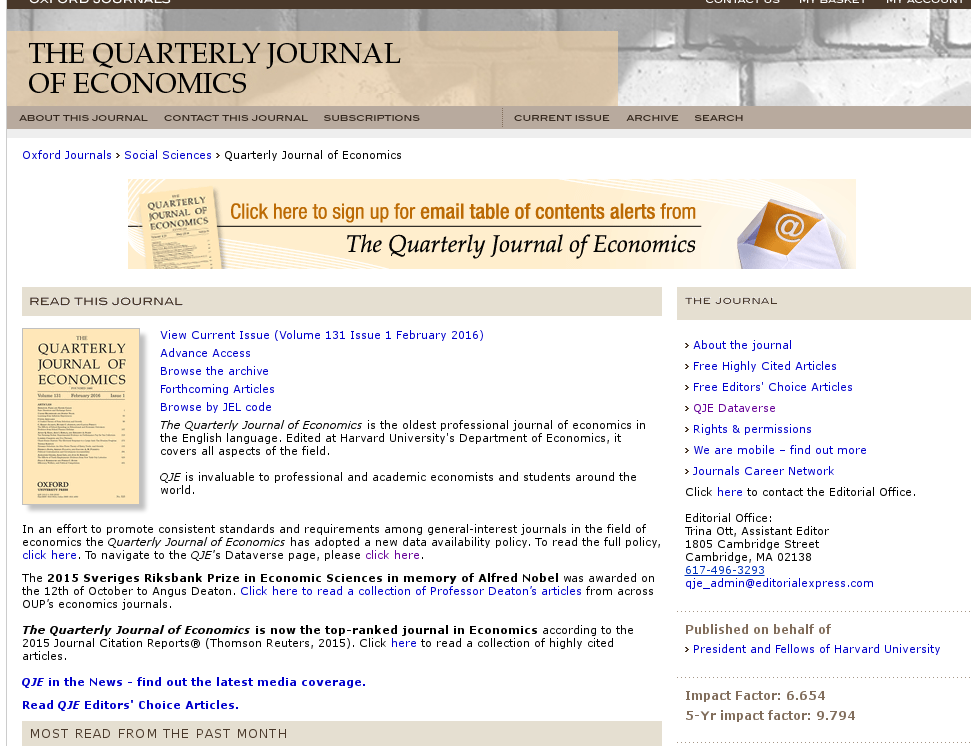 OXFORD JOURNALS
CONTACT US MY BASKET MY ACCOUNT
THE QUARTERLY JOURNAL
OF ECONOMICS
ABOUT THIS JOURNAL CONTACT THIS JOURNAL SUBSCRIPTIONS CURRENT ISSUE ARCHIVE SEARCH
Oxford Journals › Social Sciences › Quarterly Journal of Economics
THE
QUARTERLY
JOURNAL OF
ECONOMICS
Click here to sign up for email table of contents alerts from
The Quarterly Journal of Economics
@
READ THIS JOURNAL
THE
QUARTERLY
JOURNAL OF
ECONOMICS
Volume 131 February 2016 Issue 1
OXFORD
UNIVERSITY PRESS
View Current Issue (Volume 131 Issue 1 February 2016)
Advance Access
Browse the archive
Forthcoming Articles
Browse by JEL code
The Quarterly Journal of Economics is the oldest professional journal of economics in
the English language. Edited at Harvard University's Department of Economics, it
covers all aspects of the field.
QJE is invaluable to professional and academic economists and students around the
world.
In an effort to promote consistent standards and requirements among general-interest journals in the field of
economics the Quarterly Journal of Economics has adopted a new data availability policy. To read the full policy,
click here. To navigate to the QJE's Dataverse page, please click here.
The 2015 Sveriges Riksbank Prize in Economic Sciences in memory of Alfred Nobel was awarded on
the 12th of October to Angus Deaton. Click here to read a collection of Professor Deaton's articles from across
OUP's economics journals.
The Quarterly Journal of Economics is now the top-ranked journal in Economics according to the
2015 Journal Citation Reports® (Thomson Reuters, 2015). Click here to read a collection of highly cited
articles.
QJE in the News - find out the latest media coverage.
Read QJE Editors' Choice Articles.
MOST READ FROM THE PAST MONTH
THE JOURNAL
› About the journal
› Free Highly Cited Articles
› Free Editors' Choice Articles
› QJE Dataverse
› Rights & permissions
› We are mobile – find out more
› Journals Career Network
Click here to contact the Editorial Office.
Editorial Office:
Trina Ott, Assistant Editor
1805 Cambridge Street
Cambridge, MA 02138
617-496-3293
qje_admin@editorialexpress.com
Published on behalf of
› President and Fellows of Harvard University
Impact Factor: 6.654
5-Yr impact factor: 9.794